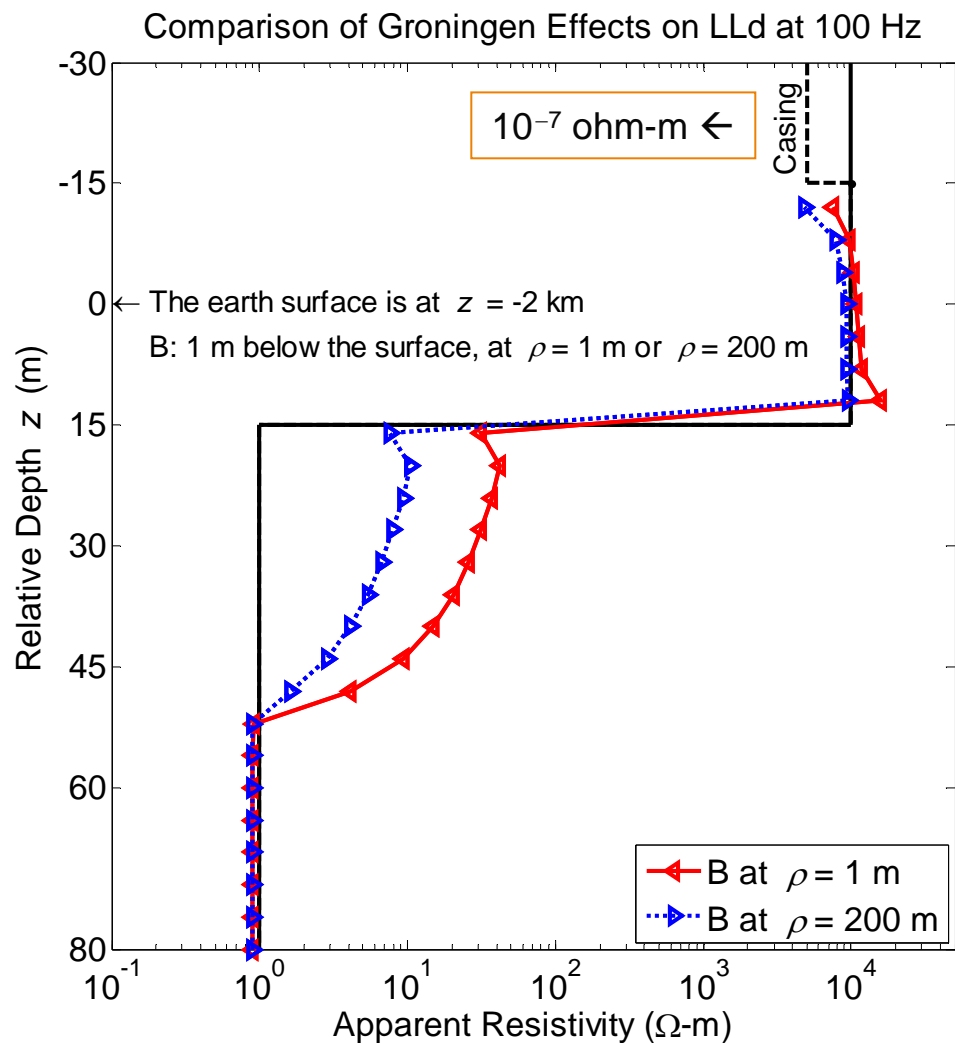 Comparison of Groningen Effects on LLd at 100 Hz
-30
-15
0
15
30
45
60
80
Relative Depth z (m)
10⁻⁷ ohm-m ←
Casing
← The earth surface is at z = -2 km
B: 1 m below the surface, at ρ = 1 m or ρ = 200 m
B at ρ = 1 m
B at ρ = 200 m
10⁻¹ 10⁰ 10¹ 10² 10³ 10⁴
Apparent Resistivity (Ω-m)